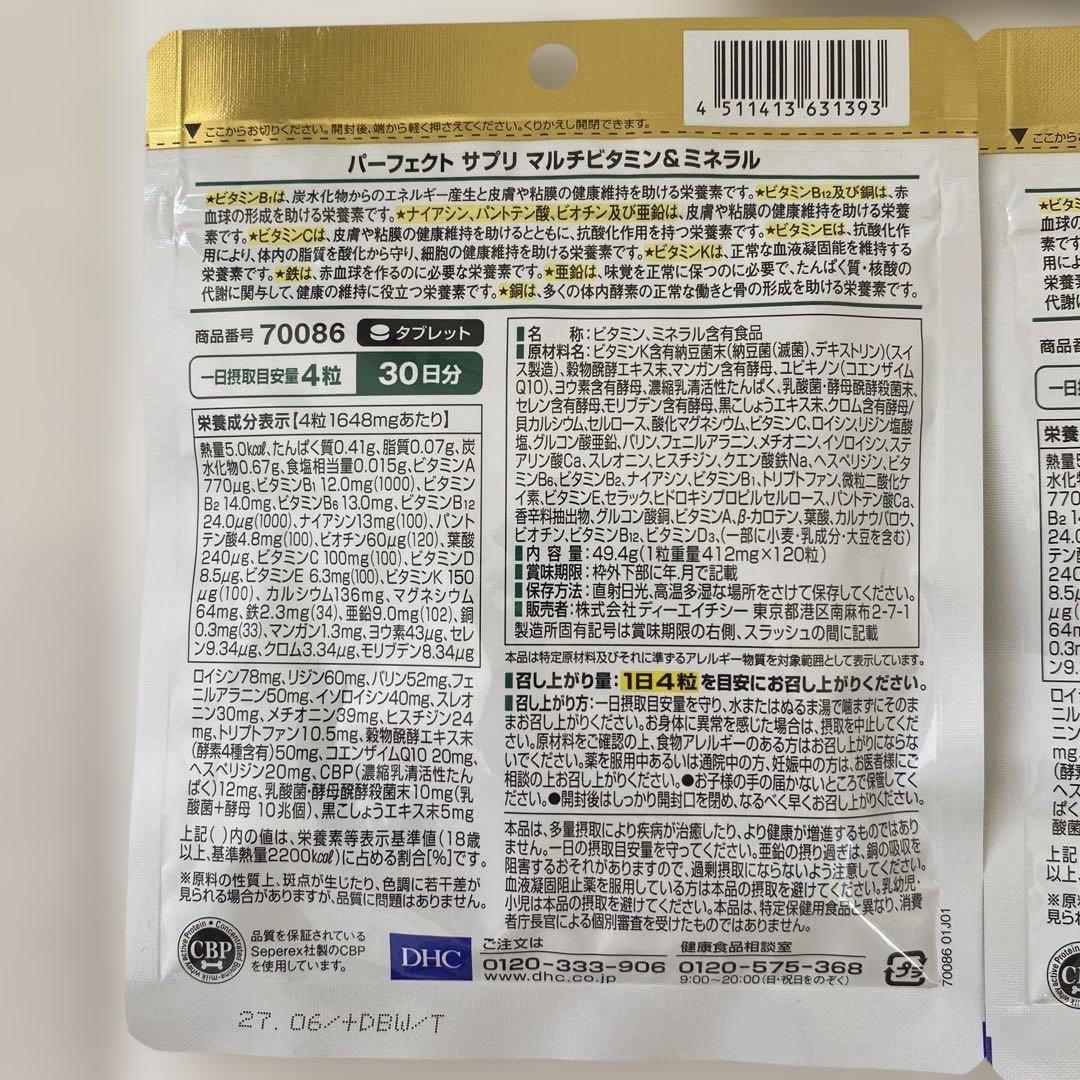 4 511413 631393
▼ここからお切りください。開封後、端から軽く押さえてください。くりかえし開閉できます。
パーフェクト サプリ マルチビタミン&ミネラル
★ビタミンB1は、炭水化物からのエネルギー産生と皮膚や粘膜の健康維持を助ける栄養素です。★ビタミンB12及び銅は、赤
血球の形成を助ける栄養素です。★ナイアシン、パントテン酸、ビオチン及び亜鉛は、皮膚や粘膜の健康維持を助ける栄養
素です。★ビタミンCは、皮膚や粘膜の健康維持を助けるとともに、抗酸化作用を持つ栄養素です。★ビタミンEは、抗酸化作
用により、体内の脂質を酸化から守り、細胞の健康維持を助ける栄養素です。★ビタミンKは、正常な血液凝固能を維持する
栄養素です。★鉄は、赤血球を作るのに必要な栄養素です。★亜鉛は、味覚を正常に保つのに必要で、たんぱく質・核酸の
代謝に関与して、健康の維持に役立つ栄養素です。★銅は、多くの体内酵素の正常な働きと骨の形成を助ける栄養素です。
商品番号 70086 タブレット
一日摂取目安量4粒 30日分
栄養成分表示【4粒1648mgあたり】
熱量5.0kcal、たんぱく質0.41g、脂質0.07g、炭
水化物0.67g、食塩相当量0.015g、ビタミンA
770μg、ビタミンB1 12.0mg(1000)、ビタミン
B2 14.0mg、ビタミンB6 13.0mg、ビタミンB12
24.0μg(1000)、ナイアシン13mg(100)、パント
テン酸4.8mg(100)、ビオチン60μg(120)、葉酸
240μg、ビタミンC 100mg(100)、ビタミンD
8.5μg、ビタミンE 6.3mg(100)、ビタミンK 150
μg(100)、カルシウム136mg、マグネシウム
64mg、鉄2.3mg(34)、亜鉛9.0mg(102)、銅
0.3mg(33)、マンガン1.3mg、ヨウ素43μg、セレ
ン9.34μg、クロム3.34μg、モリブデン8.34μg
ロイシン78mg、リジン60mg、バリン52mg、フェ
ニルアラニン50mg、イソロイシン40mg、スレオ
ニン30mg、メチオニン39mg、ヒスチジン24
mg、トリプトファン10.5mg、穀物醗酵エキス末
(酵素4種含有)50mg、コエンザイムQ10 20mg、
ヘスペリジン20mg、CBP(濃縮乳清活性たん
ぱく)12mg、乳酸菌・酵母醗酵殺菌末10mg(乳
酸菌+酵母 10兆個)、黒こしょうエキス末5mg
上記( )内の値は、栄養素等表示基準値(18歳
以上、基準熱量2200kcal)に占める割合[%]です。
※原料の性質上、斑点が生じたり、色調に若干差が
見られる場合がありますが、品質に問題はありません。
CBP
品質を保証されている
Seperex社製のCBP
を使用しています。
■名 称:ビタミン、ミネラル含有食品
■原材料名:ビタミンK含有納豆菌末(納豆菌(滅菌)、デキストリン)(スイ
ス製造)、穀物醗酵エキス末、マンガン含有酵母、ユビキノン(コエンザイム
Q10)、ヨウ素含有酵母、濃縮乳清活性たんぱく、乳酸菌・酵母醗酵殺菌末、
セレン含有酵母、モリブデン含有酵母、黒こしょうエキス末、クロム含有酵母/
貝カルシウム、セルロース、酸化マグネシウム、ビタミンC、ロイシン、リジン塩酸
塩、グルコン酸亜鉛、バリン、フェニルアラニン、メチオニン、イソロイシン、ステ
アリン酸Ca、スレオニン、ヒスチジン、クエン酸鉄Na、ヘスペリジン、ビタ
ミンB6、ビタミンB2、ナイアシン、ビタミンB1、トリプトファン、微粒二酸化ケ
イ素、ビタミンE、セラック、ヒドロキシプロピルセルロース、パントテン酸Ca、
香辛料抽出物、グルコン酸銅、ビタミンA、β-カロテン、葉酸、カルナウバロウ、
ビオチン、ビタミンB12、ビタミンD3、(一部に小麦・乳成分・大豆を含む)
■内 容 量:49.4g(1粒重量412mg×120粒)
■賞味期限:枠外下部に年.月で記載
■保存方法:直射日光、高温多湿な場所をさけて保存してください。
■販売者:株式会社ディーエイチシー 東京都港区南麻布2-7-1
製造所固有記号は賞味期限の右側、スラッシュの間に記載
本品は特定原材料及びそれに準ずるアレルギー物質を対象範囲として表示しています。
■召し上がり量:1日4粒を目安にお召し上がりください。
■召し上がり方:一日摂取目安量を守り、水またはぬるま湯で噛まずにそのま
まお召し上がりください。お身体に異常を感じた場合は、摂取を中止してくだ
さい。原材料をご確認の上、食物アレルギーのある方はお召し上がりにならな
いでください。薬を服用中あるいは通院中の方、妊娠中の方は、お医者様にご
相談の上お召し上がりください。●お子様の手の届かないところで保管してく
ださい。●開封後はしっかり開封口を閉め、なるべく早くお召し上がりください。
本品は、多量摂取により疾病が治癒したり、より健康が増進するものではあり
ません。一日の摂取目安量を守ってください。亜鉛の摂り過ぎは、銅の吸収を
阻害するおそれがありますので、過剰摂取にならないよう注意してください。
血液凝固阻止薬を服用している方は本品の摂取を避けてください。乳幼児・
小児は本品の摂取を避けてください。本品は、特定保健用食品と異なり、消費
者庁長官による個別審査を受けたものではありません。
DHC
ご注文は
0120-333-906
www.dhc.co.jp
健康食品相談室
0120-575-368
9:00~20:00(日・祝日をのぞく)
プラ
70086 01J01
27. 06/+DBW/T